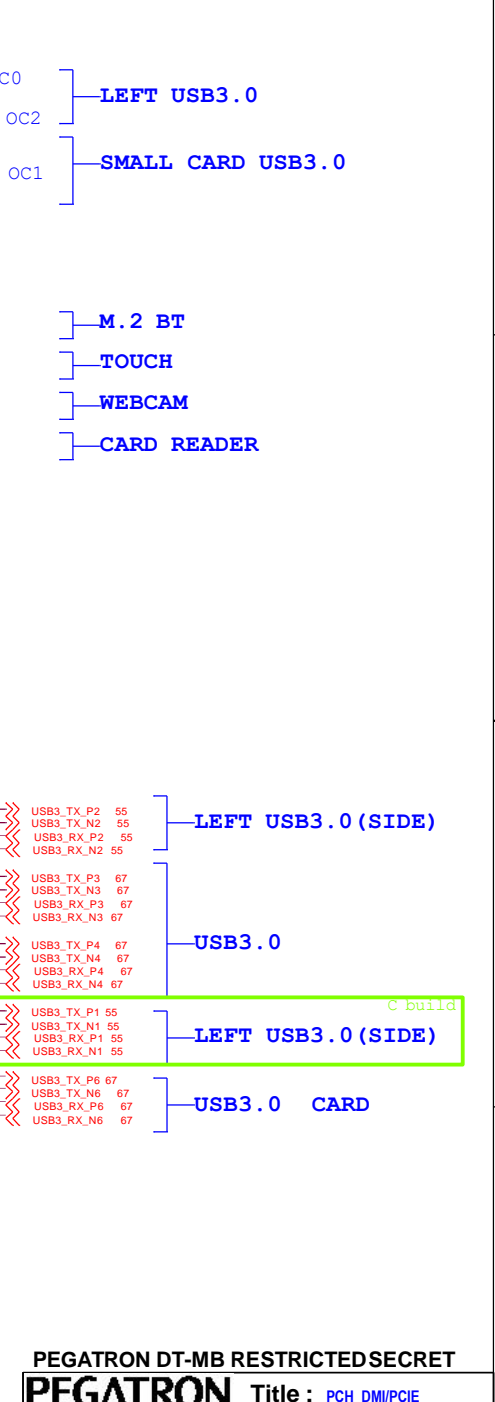 C0
LEFT USB3.0
OC2
SMALL CARD USB3.0
OC1
M.2 BT
TOUCH
WEBCAM
CARD READER
USB3_TX_P2 55
USB3_TX_N2 55
USB3_RX_P2 55
USB3_RX_N2 55
LEFT USB3.0(SIDE)
USB3_TX_P3 67
USB3_TX_N3 67
USB3_RX_P3 67
USB3_RX_N3 67
USB3.0
USB3_TX_P4 67
USB3_TX_N4 67
USB3_RX_P4 67
USB3_RX_N4 67
C build
USB3_TX_P1 55
USB3_TX_N1 55
USB3_RX_P1 55
USB3_RX_N1 55
LEFT USB3.0(SIDE)
USB3_TX_P6 67
USB3_TX_N6 67
USB3_RX_P6 67
USB3_RX_N6 67
USB3.0 CARD
PEGATRON DT-MB RESTRICTED SECRET
PEGATRON Title : PCH_DMI/PCIE